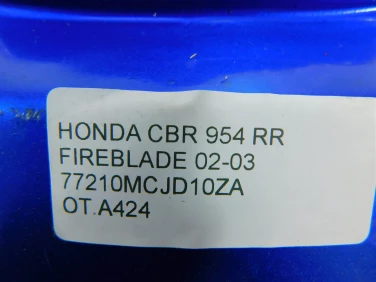 HONDA CBR 954 RR
FIREBLADE 02-03
77210MCJD10ZA
OT.A424